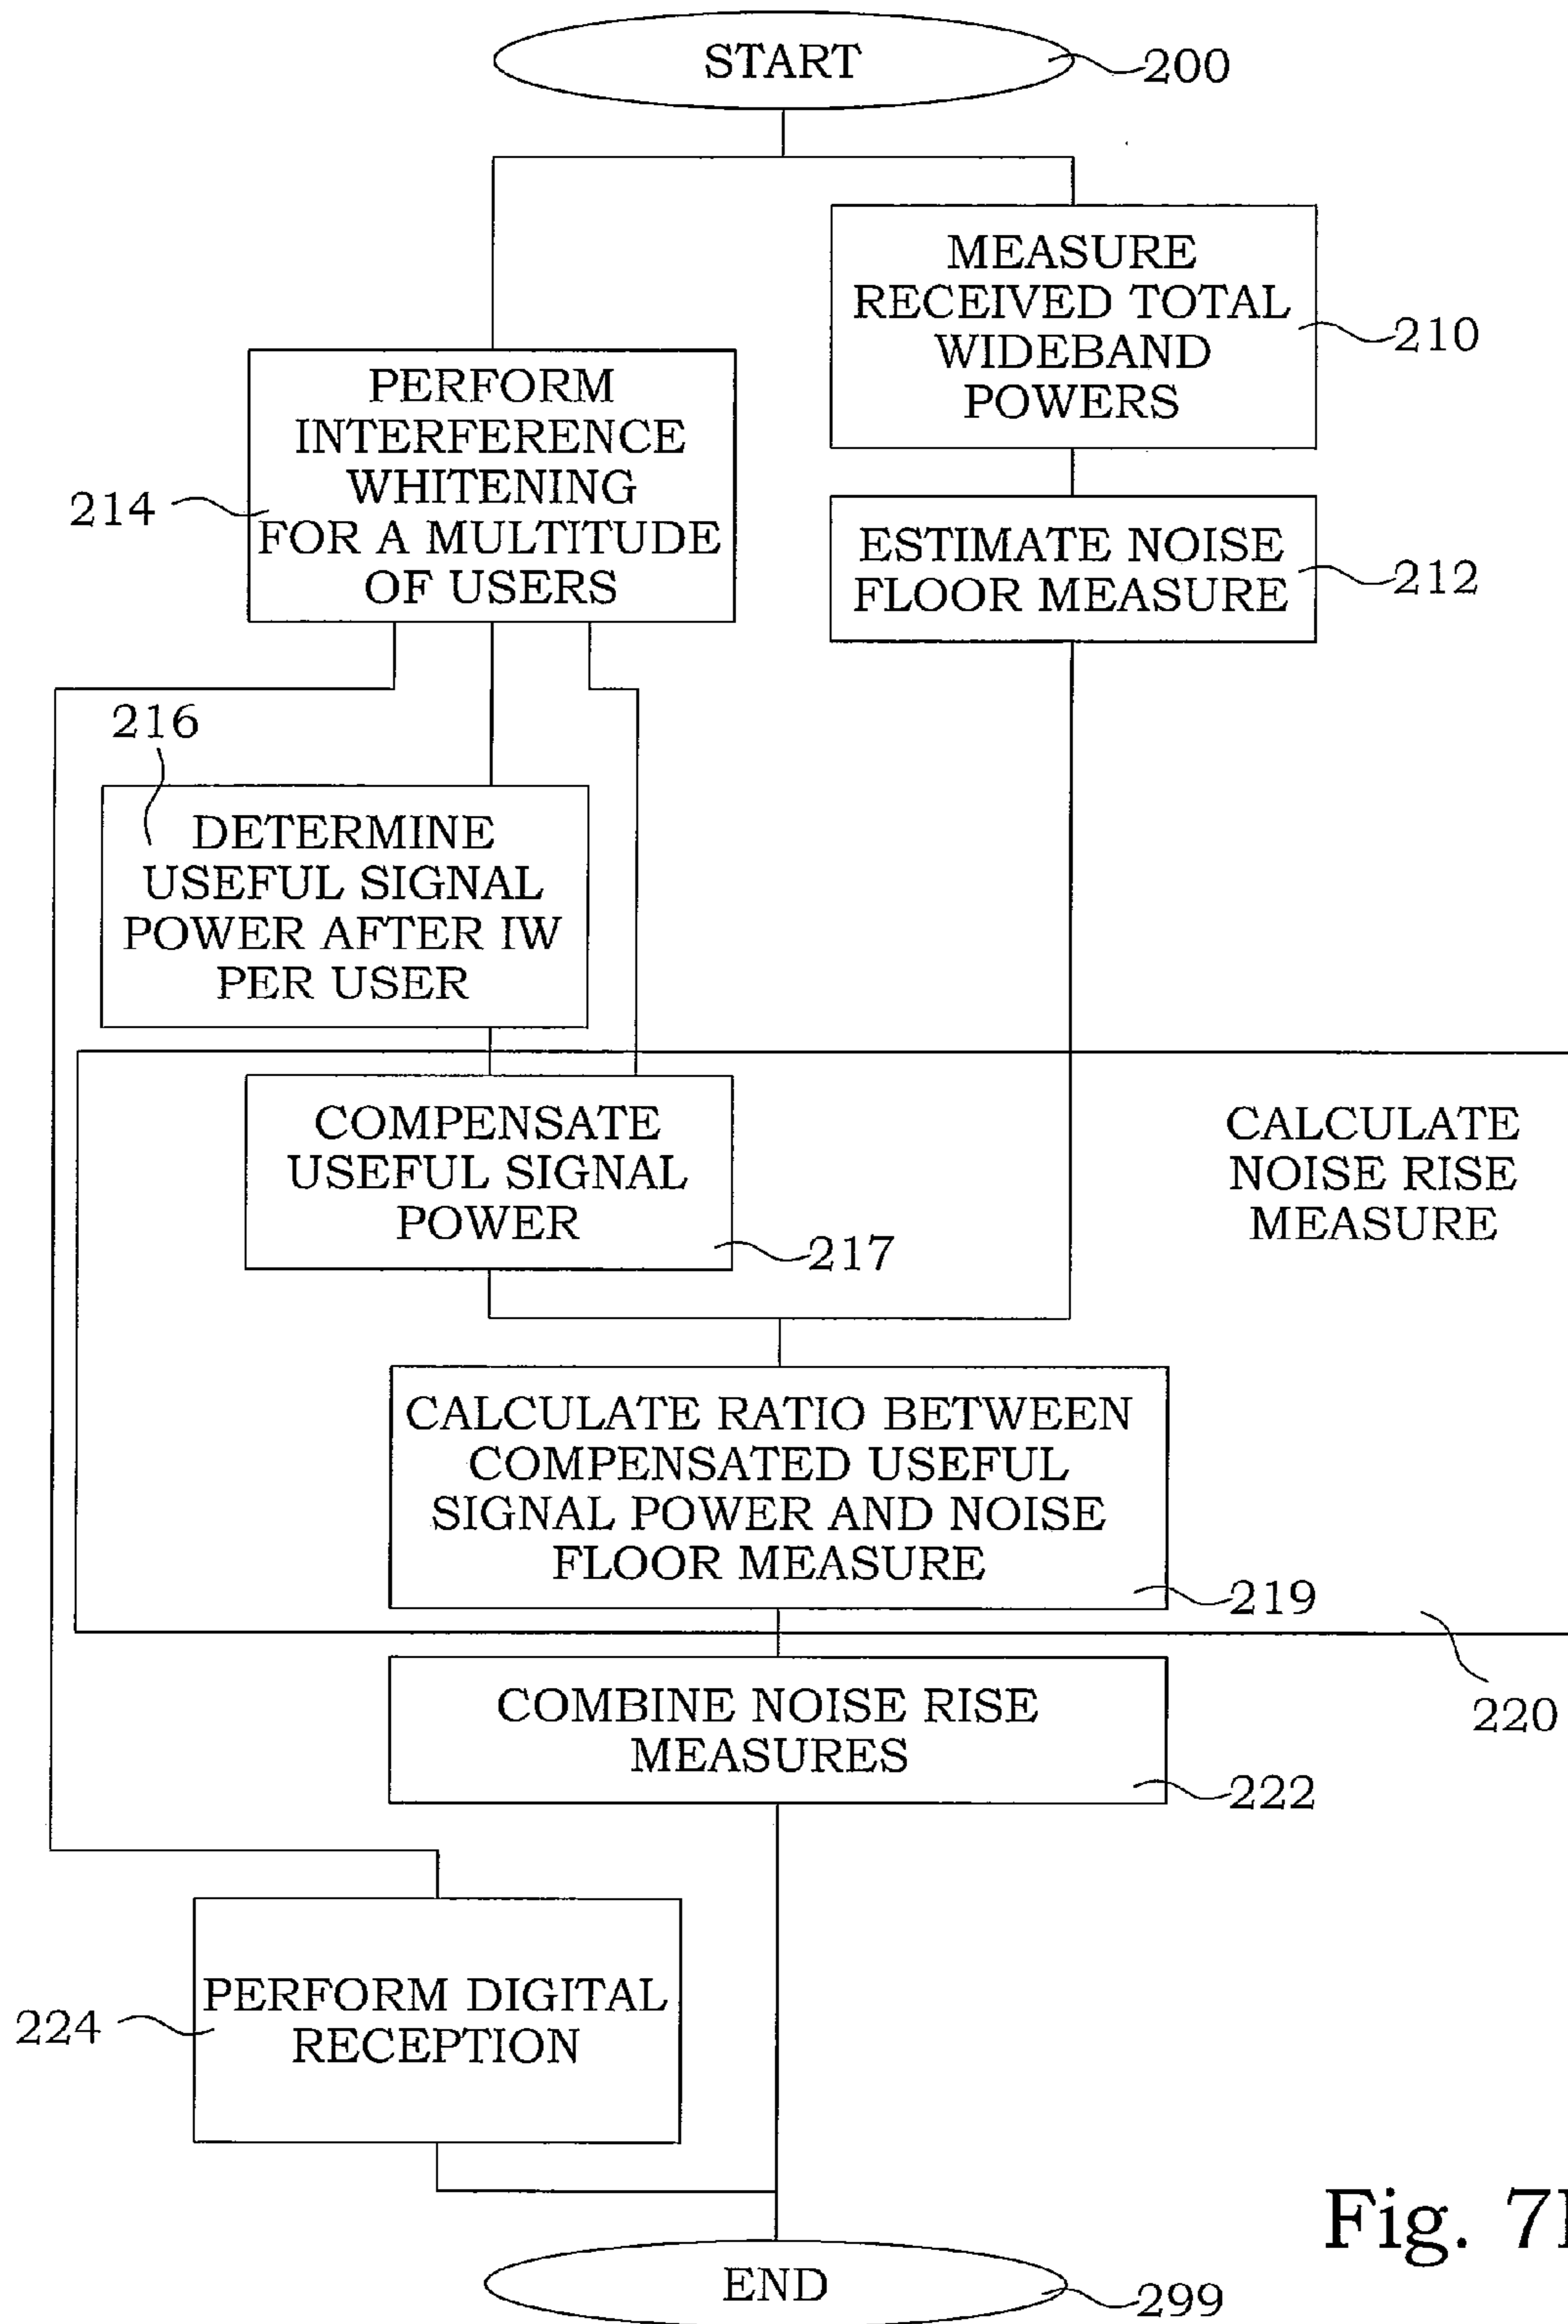 START
200
MEASURE
RECEIVED TOTAL
WIDEBAND
POWERS
210
PERFORM
INTERFERENCE
WHITENING
FOR A MULTITUDE
OF USERS
214
ESTIMATE NOISE
FLOOR MEASURE
212
216
DETERMINE
USEFUL SIGNAL
POWER AFTER IW
PER USER
COMPENSATE
USEFUL SIGNAL
POWER
217
CALCULATE
NOISE RISE
MEASURE
CALCULATE RATIO BETWEEN
COMPENSATED USEFUL
SIGNAL POWER AND NOISE
FLOOR MEASURE
219
220
COMBINE NOISE RISE
MEASURES
222
PERFORM DIGITAL
RECEPTION
224
Fig.
END
299